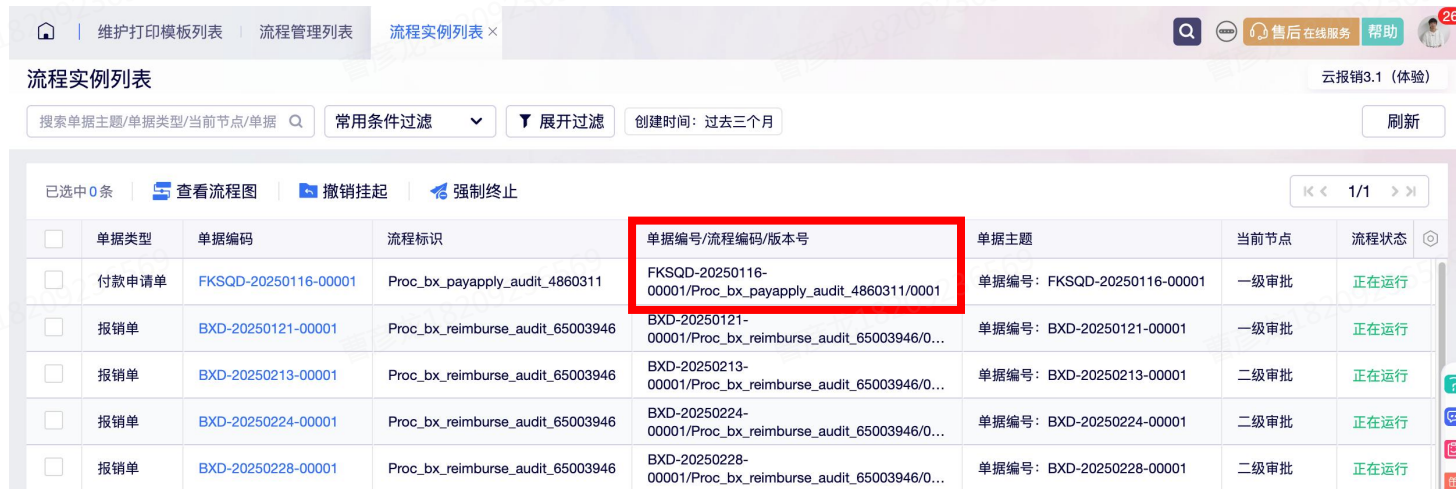 维护打印模板列表 流程管理列表 流程实例列表 售后在线服务 帮助 26
流程实例列表 云报销3.1（体验）
搜索单据主题/单据类型/当前节点/单据 常用条件过滤 展开过滤 创建时间：过去三个月 刷新
已选中0条 查看流程图 撤销挂起 强制终止 1/1
单据类型 单据编码 流程标识 单据编号/流程编码/版本号 单据主题 当前节点 流程状态
付款申请单 FKSQD-20250116-00001 Proc_bx_payapply_audit_4860311 FKSQD-20250116- 单据编号：FKSQD-20250116-00001 一级审批 正在运行
00001/Proc_bx_payapply_audit_4860311/0001
报销单 BXD-20250121-00001 Proc_bx_reimburse_audit_65003946 BXD-20250121- 单据编号：BXD-20250121-00001 一级审批 正在运行
00001/Proc_bx_reimburse_audit_65003946/0...
报销单 BXD-20250213-00001 Proc_bx_reimburse_audit_65003946 BXD-20250213- 单据编号：BXD-20250213-00001 二级审批 正在运行
00001/Proc_bx_reimburse_audit_65003946/0...
报销单 BXD-20250224-00001 Proc_bx_reimburse_audit_65003946 BXD-20250224- 单据编号：BXD-20250224-00001 二级审批 正在运行
00001/Proc_bx_reimburse_audit_65003946/0...
报销单 BXD-20250228-00001 Proc_bx_reimburse_audit_65003946 BXD-20250228- 单据编号：BXD-20250228-00001 二级审批 正在运行
00001/Proc_bx_reimburse_audit_65003946/0...